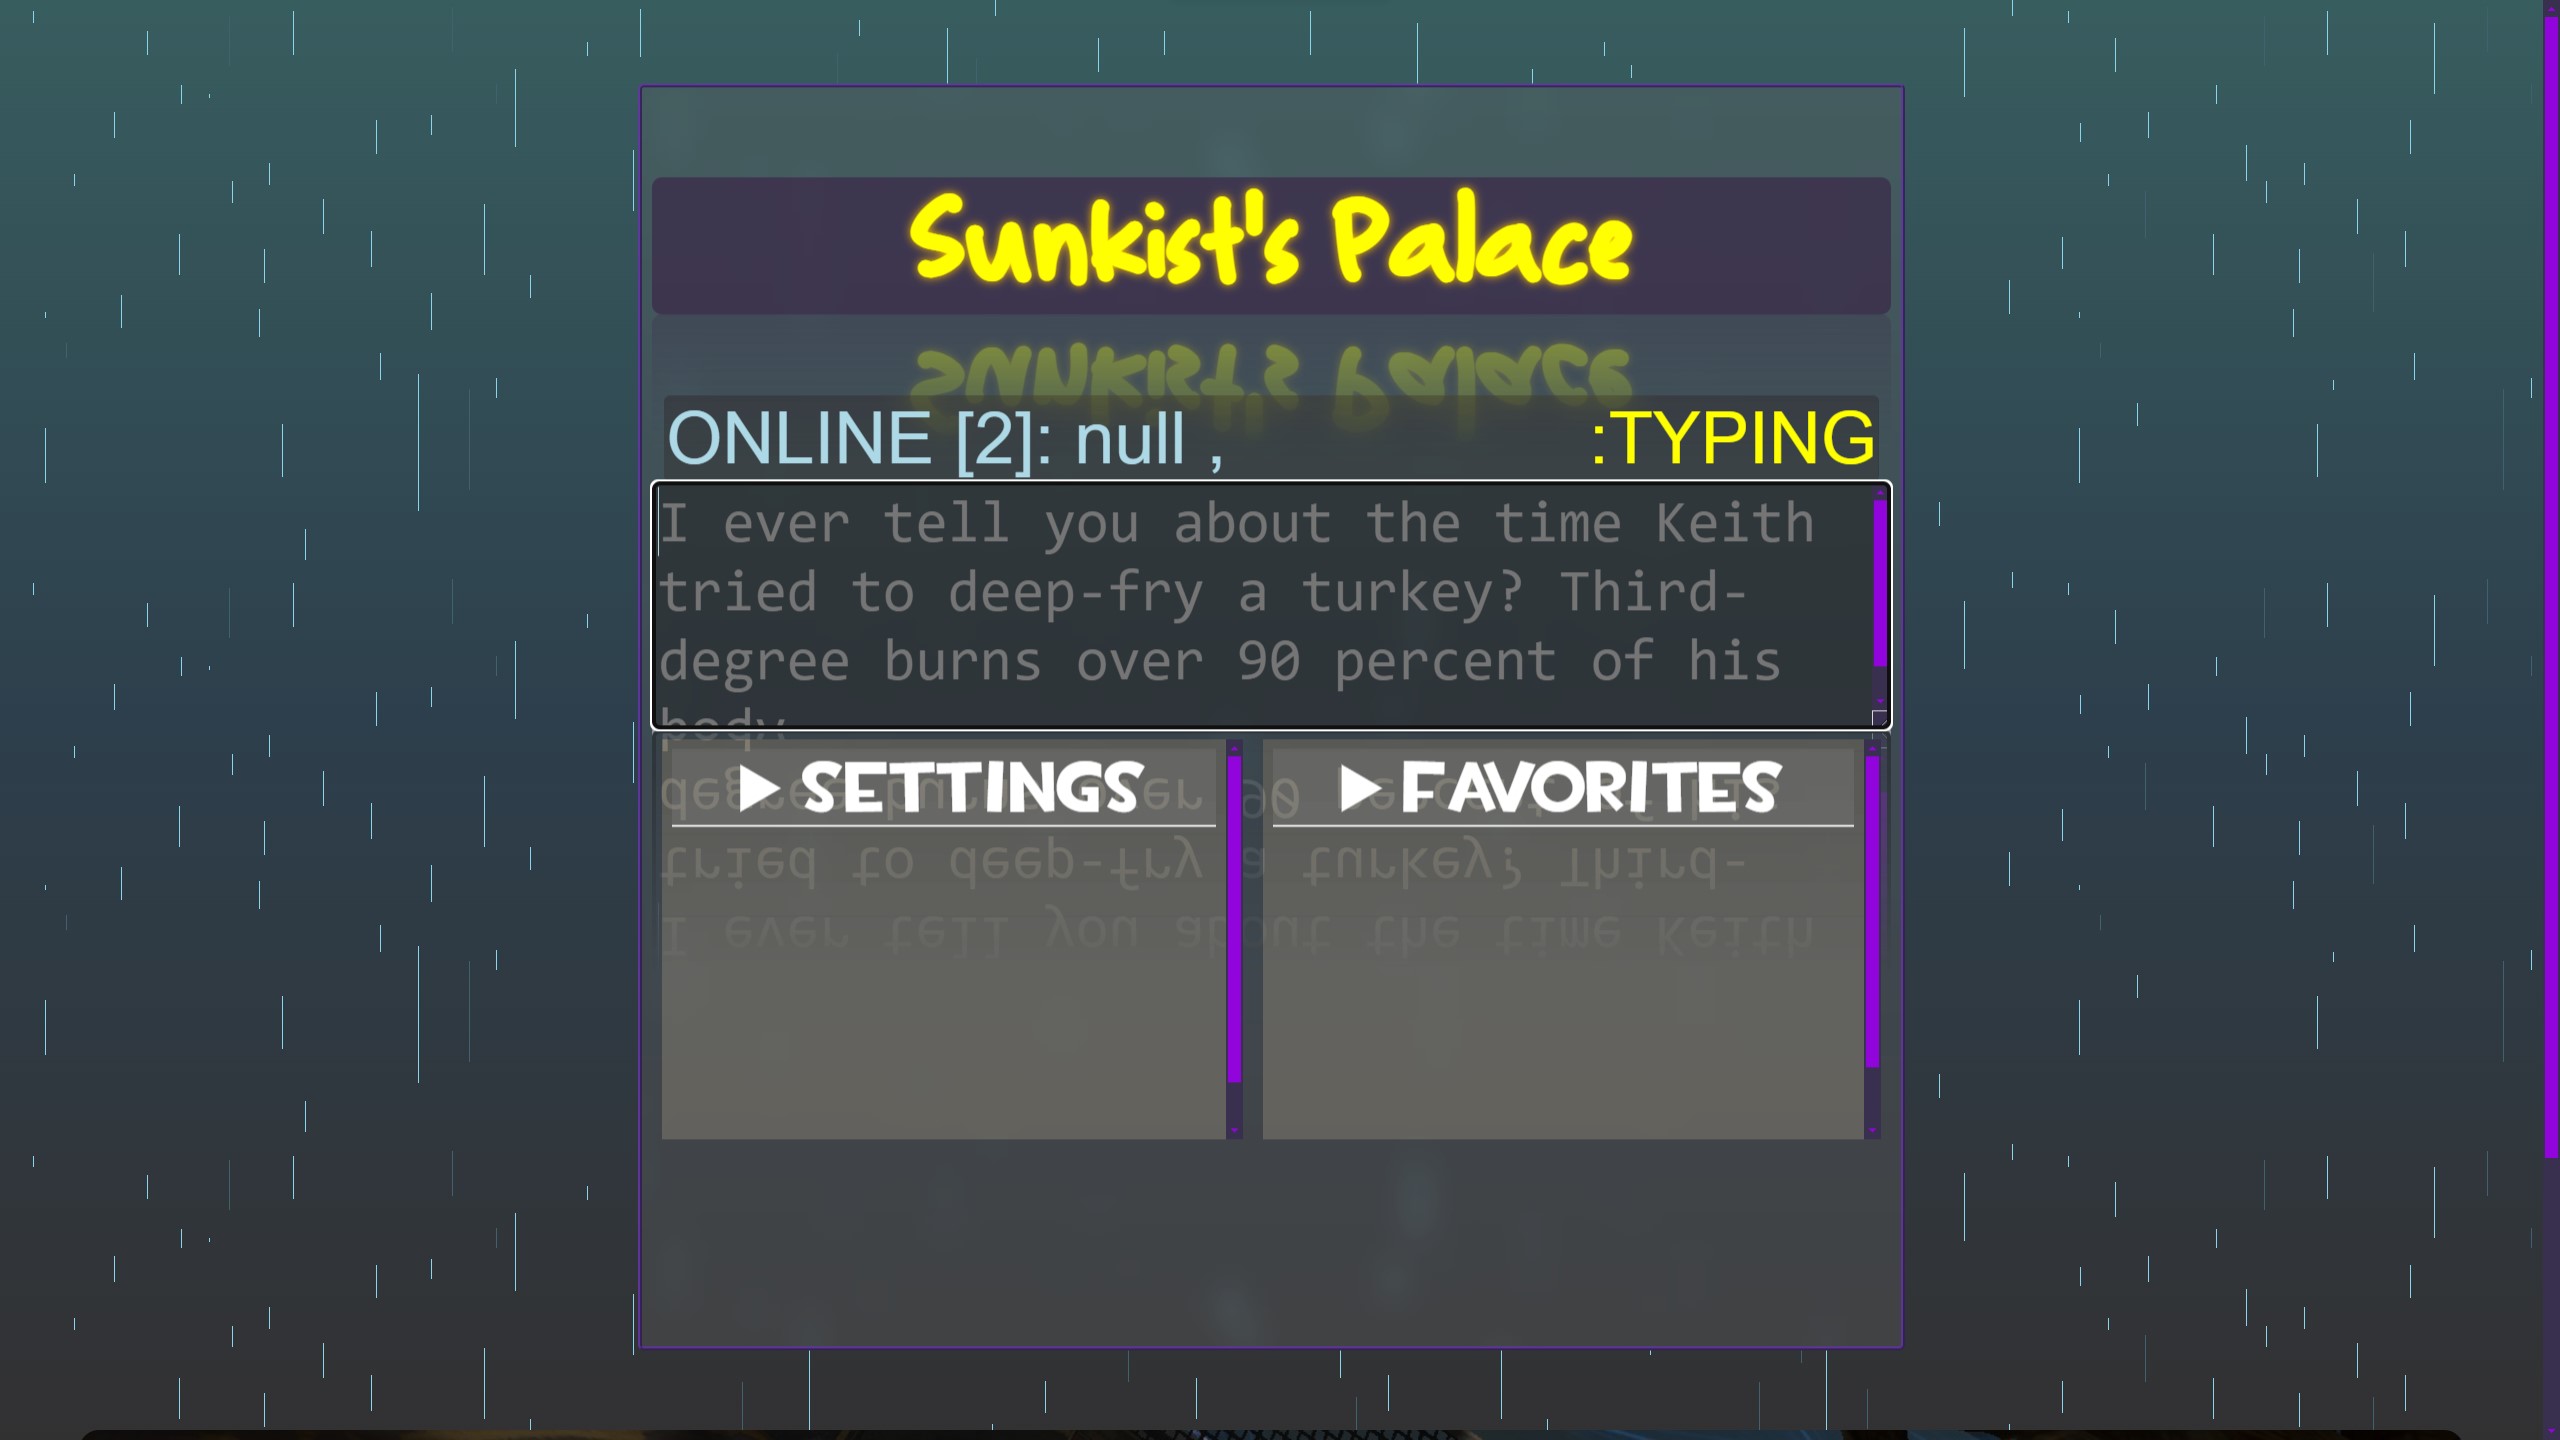 Sunkist's Palace
ONLINE [2]: null , :TYPING
I ever tell you about the time Keith
tried to deep-fry a turkey? Third-
degree burns over 90 percent of his
body
▶ SETTINGS
▶ FAVORITES